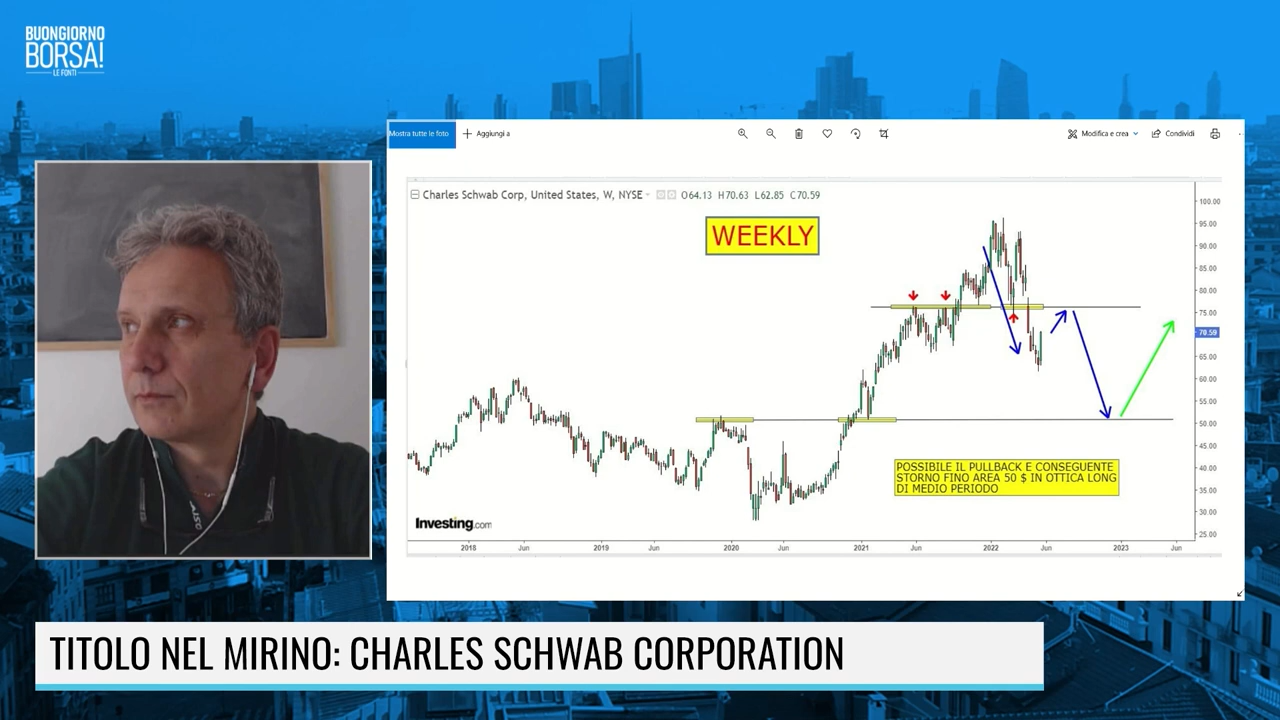 BUONGIORNO
BORSA!
LE FONTI
Mostra tutte le foto
Aggiungi a
Modifica e crea
Condividi
Charles Schwab Corp, United States, W, NYSE O64.13 H70.63 L62.85 C70.59
WEEKLY
100.00
95.00
90.00
85.00
80.00
75.00
70.59
65.00
60.00
55.00
50.00
45.00
40.00
35.00
30.00
25.00
POSSIBILE IL PULLBACK E CONSEGUENTE
STORNO FINO AREA 50 $ IN OTTICA LONG
DI MEDIO PERIODO
Investing.com
2018 Jun 2019 Jun 2020 Jun 2021 Jun 2022 Jun 2023 Jun
TITOLO NEL MIRINO: CHARLES SCHWAB CORPORATION